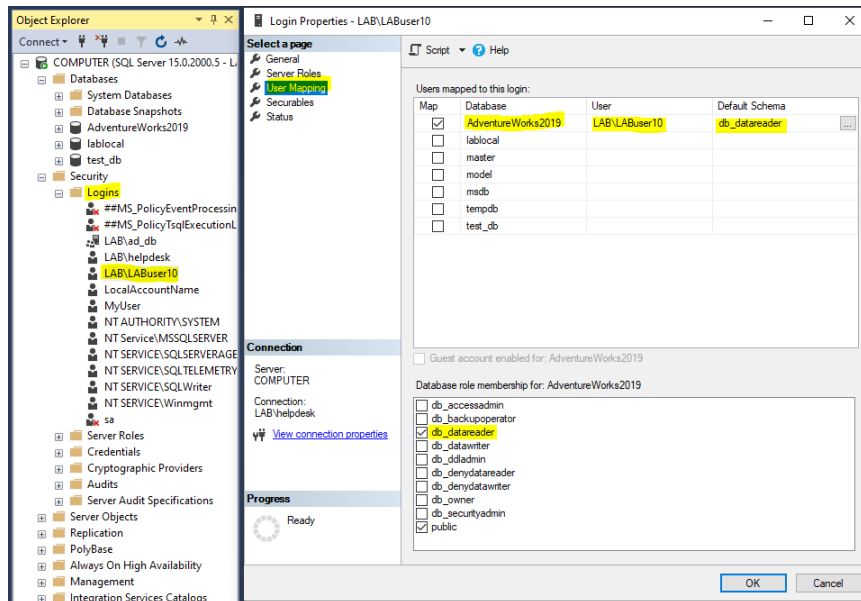 Object Explorer
Connect
COMPUTER (SQL Server 15.0.2000.5 - L
Databases
System Databases
Database Snapshots
AdventureWorks2019
lablocal
test_db
Security
Logins
##MS_PolicyEventProcessin
##MS_PolicyTsqlExecutionL
LAB\ad_db
LAB\helpdesk
LAB\LABuser10
LocalAccountName
MyUser
NT AUTHORITY\SYSTEM
NT Service\MSSQLSERVER
NT SERVICE\SQLSERVERAGE
NT SERVICE\SQLTELEMETRY
NT SERVICE\SQLWriter
NT SERVICE\Winmgmt
sa
Server Roles
Credentials
Cryptographic Providers
Audits
Server Audit Specifications
Server Objects
Replication
PolyBase
Always On High Availability
Management
Integration Services Catalogs
Login Properties - LAB\LABuser10
Select a page
General
Server Roles
User Mapping
Securables
Status
Connection
Server:
COMPUTER
Connection:
LAB\helpdesk
View connection properties
Progress
Ready
Script Help
Users mapped to this login:
Map Database User Default Schema
AdventureWorks2019 LAB\LABuser10 db_datareader ...
lablocal
master
model
msdb
tempdb
test_db
Guest account enabled for: AdventureWorks2019
Database role membership for: AdventureWorks2019
db_accessadmin
db_backupoperator
db_datareader
db_datawriter
db_ddladmin
db_denydatareader
db_denydatawriter
db_owner
db_securityadmin
public
OK Cancel